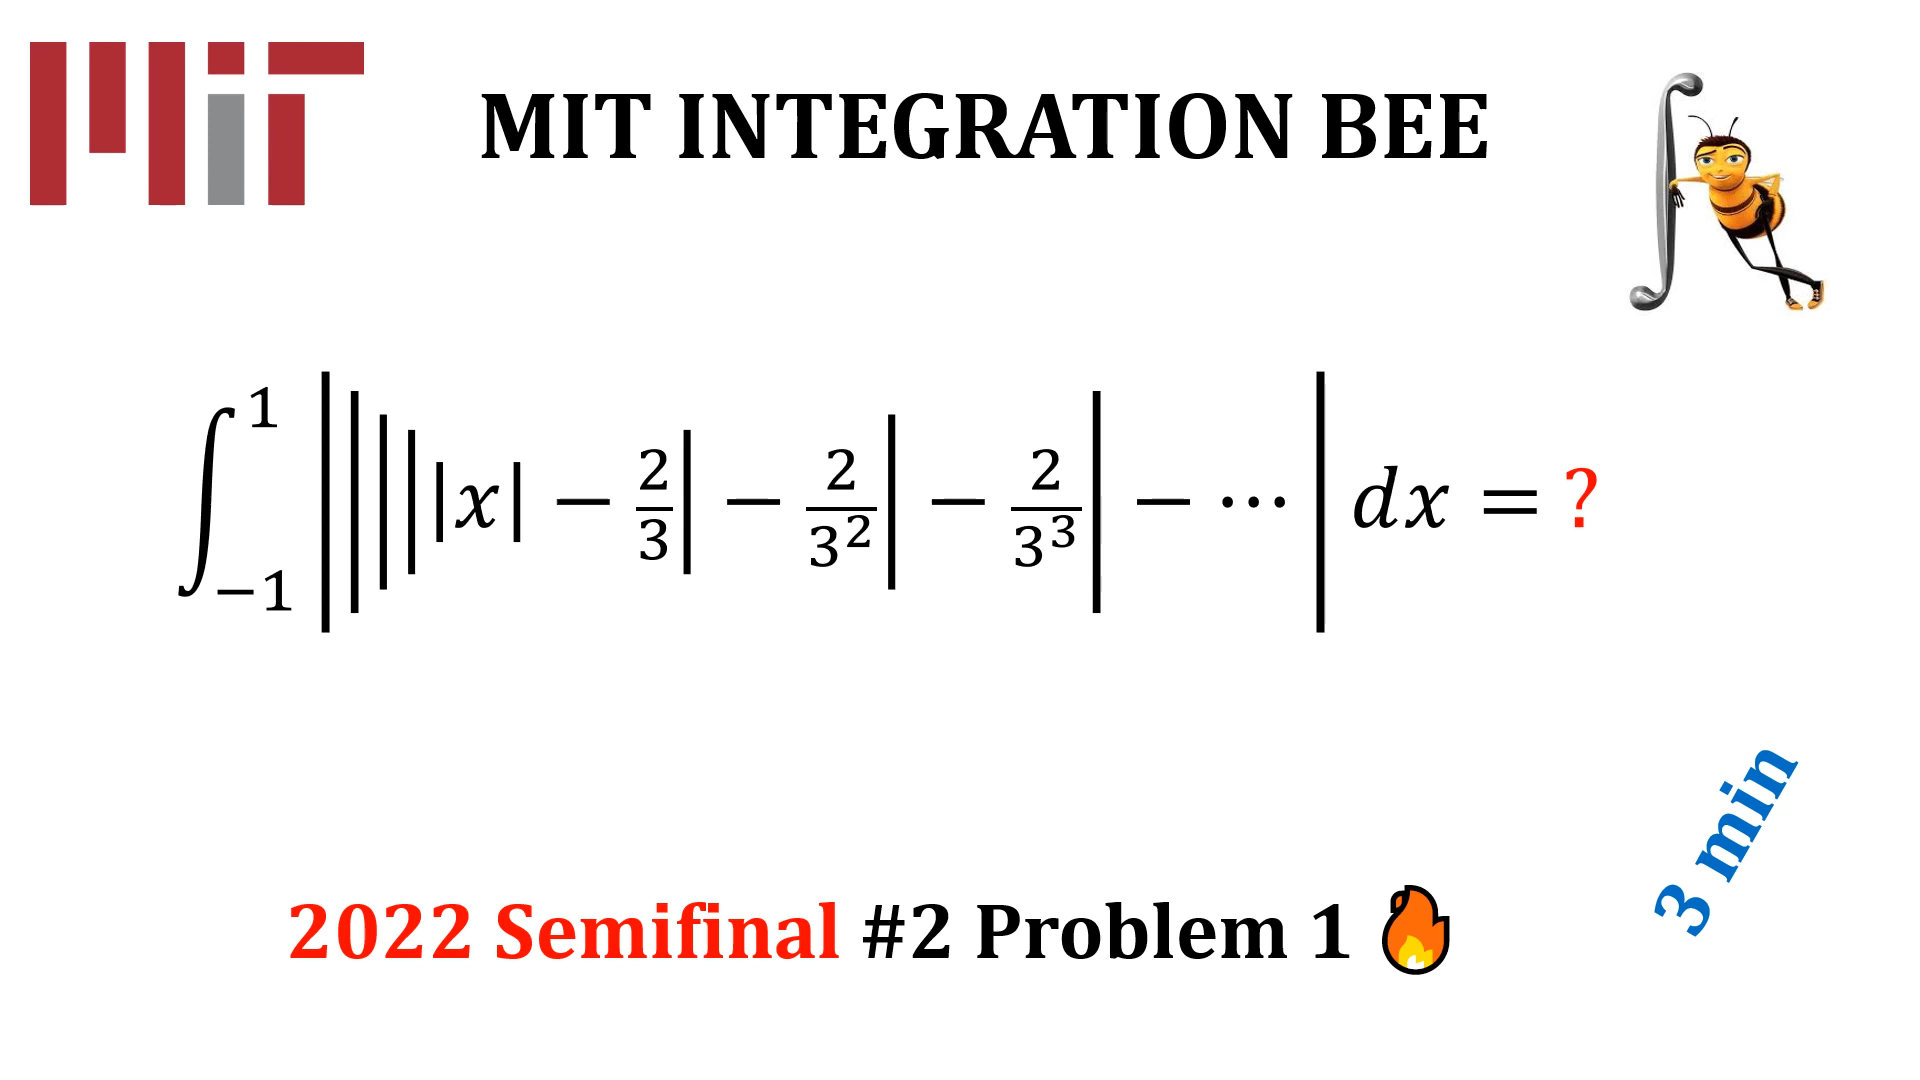 MIT
MIT INTEGRATION BEE
∫_{-1}^{1} |||||x| − 2/3| − 2/3² | − 2/3³ | − ⋯ | dx = ?
3 min
2022 Semifinal #2 Problem 1